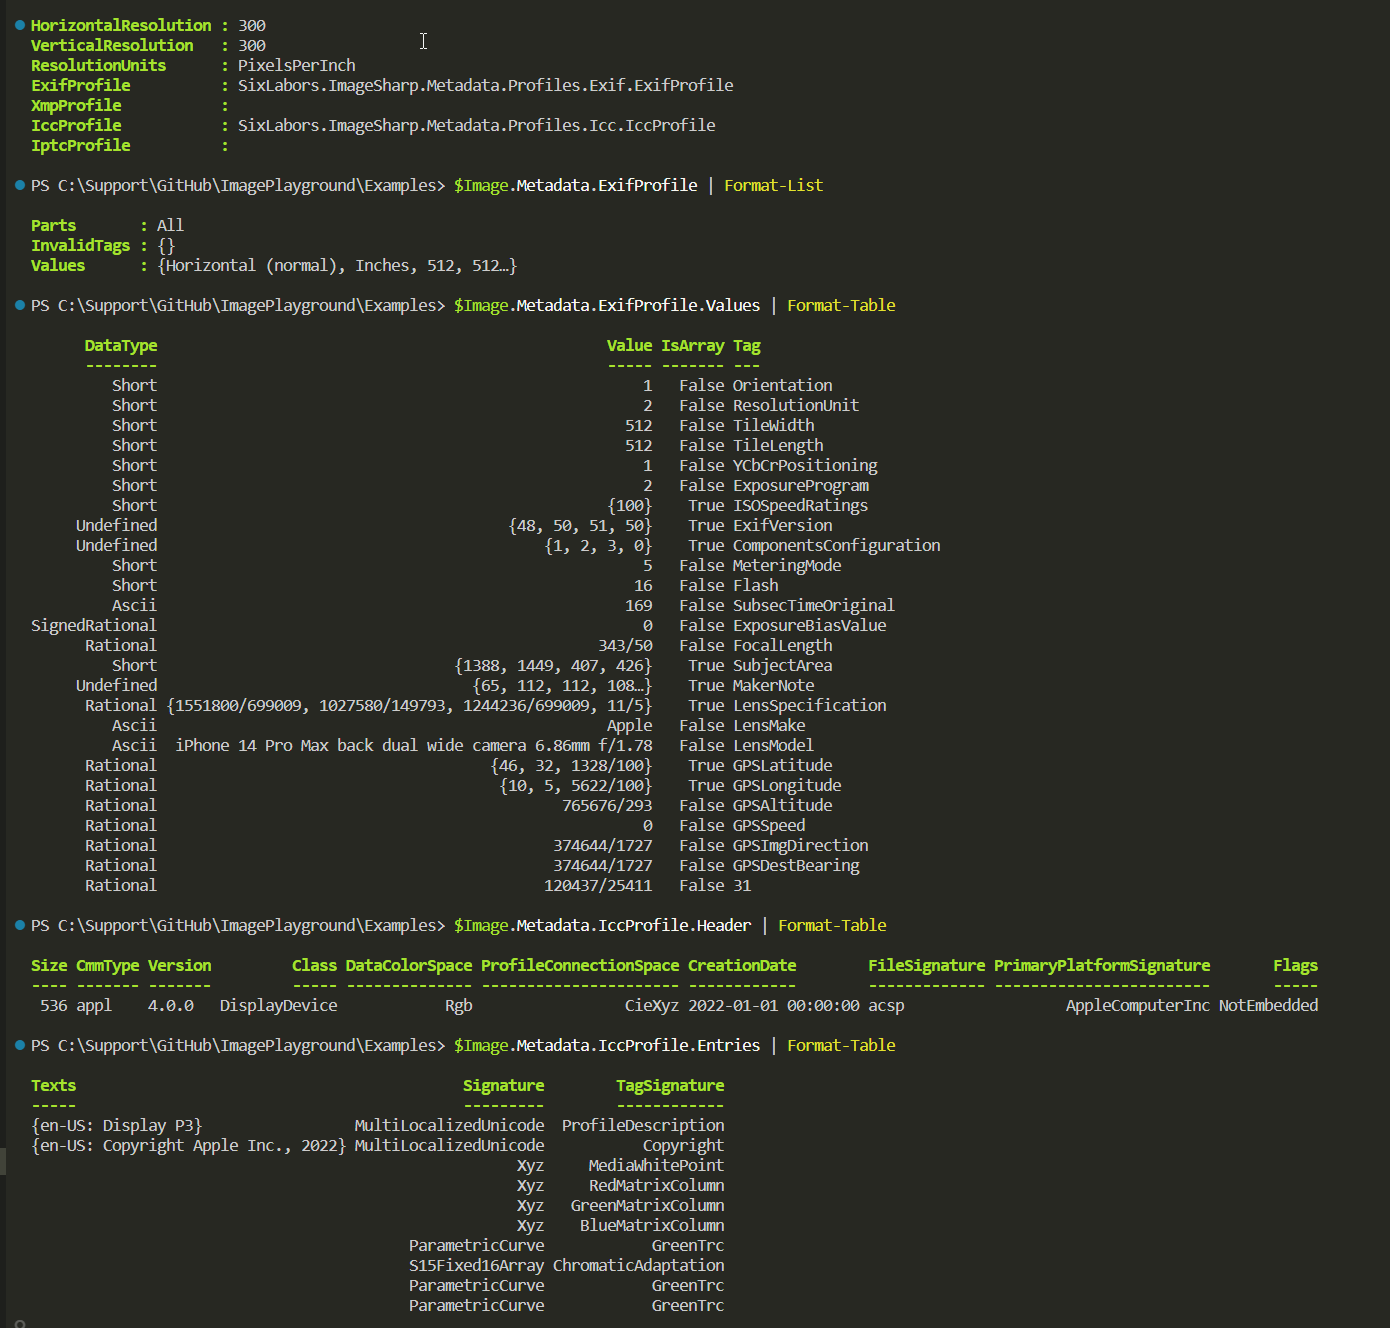 HorizontalResolution : 300
VerticalResolution   : 300
ResolutionUnits      : PixelsPerInch
ExifProfile          : SixLabors.ImageSharp.Metadata.Profiles.Exif.ExifProfile
XmpProfile           :
IccProfile           : SixLabors.ImageSharp.Metadata.Profiles.Icc.IccProfile
IptcProfile          :
PS C:\Support\GitHub\ImagePlayground\Examples> $Image.Metadata.ExifProfile | Format-List
Parts       : All
InvalidTags : {}
Values      : {Horizontal (normal), Inches, 512, 512…}
PS C:\Support\GitHub\ImagePlayground\Examples> $Image.Metadata.ExifProfile.Values | Format-Table
DataType Value IsArray Tag
-------- ----- ------- ---
Short 1 False Orientation
Short 2 False ResolutionUnit
Short 512 False TileWidth
Short 512 False TileLength
Short 1 False YCbCrPositioning
Short 2 False ExposureProgram
Short {100} True ISOSpeedRatings
Undefined {48, 50, 51, 50} True ExifVersion
Undefined {1, 2, 3, 0} True ComponentsConfiguration
Short 5 False MeteringMode
Short 16 False Flash
Ascii 169 False SubsecTimeOriginal
SignedRational 0 False ExposureBiasValue
Rational 343/50 False FocalLength
Short {1388, 1449, 407, 426} True SubjectArea
Undefined {65, 112, 112, 108…} True MakerNote
Rational {1551800/699009, 1027580/149793, 1244236/699009, 11/5} True LensSpecification
Ascii Apple False LensMake
Ascii iPhone 14 Pro Max back dual wide camera 6.86mm f/1.78 False LensModel
Rational {46, 32, 1328/100} True GPSLatitude
Rational {10, 5, 5622/100} True GPSLongitude
Rational 765676/293 False GPSAltitude
Rational 0 False GPSSpeed
Rational 374644/1727 False GPSImgDirection
Rational 374644/1727 False GPSDestBearing
Rational 120437/25411 False 31
PS C:\Support\GitHub\ImagePlayground\Examples> $Image.Metadata.IccProfile.Header | Format-Table
Size CmmType Version Class DataColorSpace ProfileConnectionSpace CreationDate FileSignature PrimaryPlatformSignature Flags
---- ------- ------- ----- -------------- ---------------------- ------------ ------------- ------------------------ -----
536 appl 4.0.0 DisplayDevice Rgb CieXyz 2022-01-01 00:00:00 acsp AppleComputerInc NotEmbedded
PS C:\Support\GitHub\ImagePlayground\Examples> $Image.Metadata.IccProfile.Entries | Format-Table
Texts Signature TagSignature
----- --------- ------------
{en-US: Display P3} MultiLocalizedUnicode ProfileDescription
{en-US: Copyright Apple Inc., 2022} MultiLocalizedUnicode Copyright
Xyz MediaWhitePoint
Xyz RedMatrixColumn
Xyz GreenMatrixColumn
Xyz BlueMatrixColumn
ParametricCurve GreenTrc
S15Fixed16Array ChromaticAdaptation
ParametricCurve GreenTrc
ParametricCurve GreenTrc